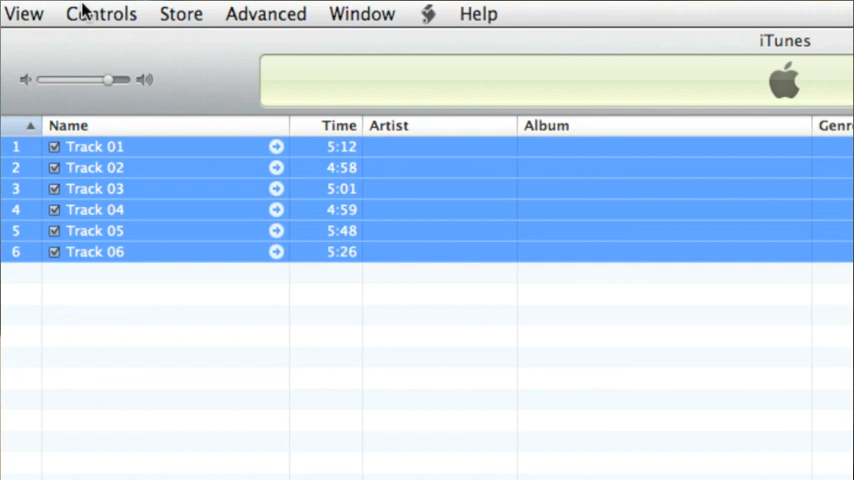 View Controls Store Advanced Window Help
iTunes
Name Time Artist Album Genr
1 Track 01 5:12
2 Track 02 4:58
3 Track 03 5:01
4 Track 04 4:59
5 Track 05 5:48
6 Track 06 5:26